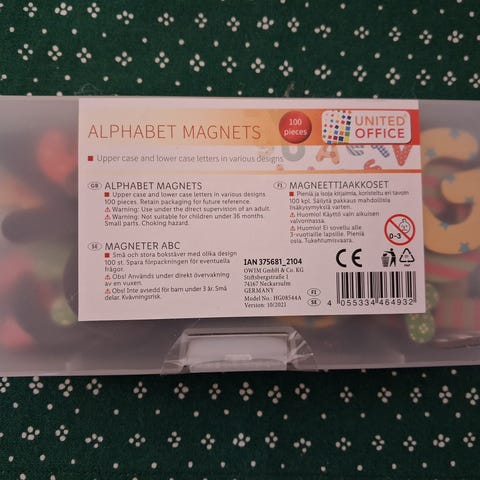 ALPHABET MAGNETS
100
pieces
UNITED
OFFICE
■ Upper case and lower case letters in various designs
GB ALPHABET MAGNETS
■ Upper case and lower case letters in various designs
100 pieces. Retain packaging for future reference.
⚠ Warning: Use under the direct supervision of an adult.
⚠ Warning: Not suitable for children under 36 months.
Small parts. Choking hazard.
SE MAGNETER ABC
■ Små och stora bokstäver med olika design
100 st. Spara förpackningen för eventuella
frågor.
⚠ Obs! Används under direkt övervakning
av en vuxen.
⚠ Obs! Inte avsedd för barn under 3 år. Små
delar. Kvävningsrisk.
FI MAGNEETTIAAKKOSET
■ Pieniä ja isoja kirjaimia, koristeltu eri tavoin
100 kpl. Säilytä pakkaus mahdollisia
lisäkysymyksiä varten.
⚠ Huomio! Käyttö vain aikuisen
valvonnassa.
⚠ Huomio! Ei sovellu alle
3-vuotiaille lapsille. Pieniä
osia. Tukehtumisvaara.
0-3
IAN 375681_2104
OWIM GmbH & Co. KG
Stiftsbergstraße 1
74167 Neckarsulm
GERMANY
Model No.: HG08544A
Version: 10/2021
CE
FI
SE
4 055334 464932